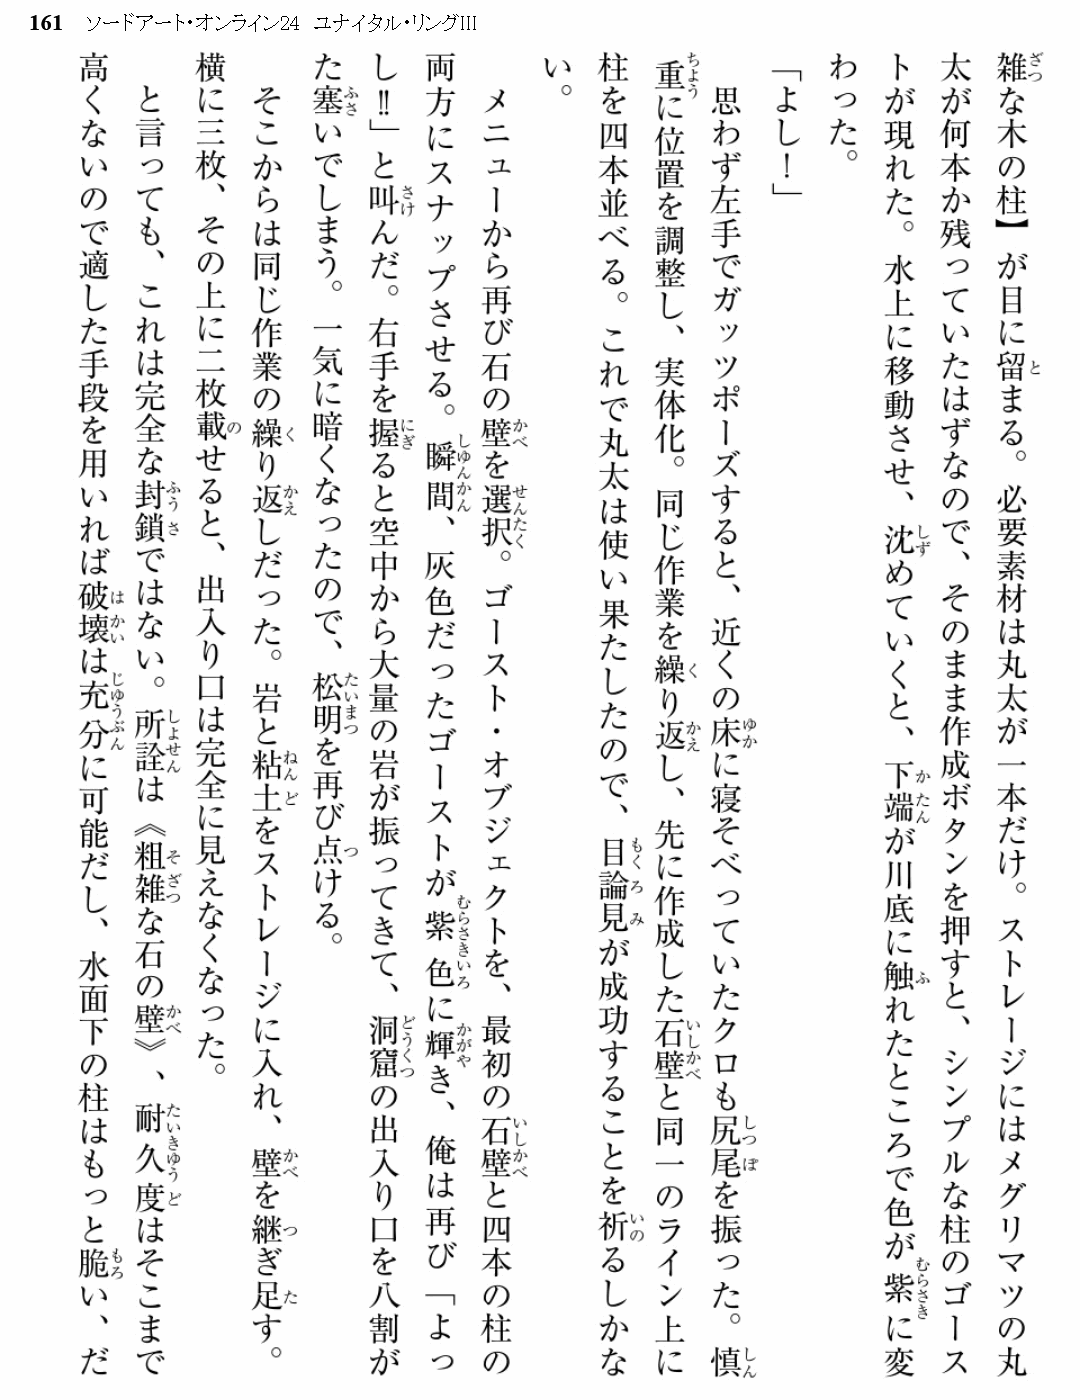 161　ソードアート・オンライン24　ユナイタル・リングIII
雑な木の柱】が目に留まる。必要素材は丸太が一本だけ。ストレージにはメグリマツの丸
太が何本か残っていたはずなので、そのまま作成ボタンを押すと、シンプルな柱のゴース
トが現れた。水上に移動させ、沈めていくと、下端が川底に触れたところで色が紫に変
わった。
「よし！」
思わず左手でガッツポーズすると、近くの床に寝そべっていたクロも尻尾を振った。慎
重に位置を調整し、実体化。同じ作業を繰り返し、先に作成した石壁と同一のライン上に
柱を四本並べる。これで丸太は使い果たしたので、目論見が成功することを祈るしかな
い。
メニューから再び石の壁を選択。ゴースト・オブジェクトを、最初の石壁と四本の柱の
両方にスナップさせる。瞬間、灰色だったゴーストが紫色に輝き、俺は再び「よっ
し‼」と叫んだ。右手を握ると空中から大量の岩が振ってきて、洞窟の出入り口を八割が
た塞いでしまう。一気に暗くなったので、松明を再び点ける。
そこからは同じ作業の繰り返しだった。岩と粘土をストレージに入れ、壁を継ぎ足す。
横に三枚、その上に二枚載せると、出入り口は完全に見えなくなった。
と言っても、これは完全な封鎖ではない。所詮は《粗雑な石の壁》、耐久度はそこまで
高くないので適した手段を用いれば破壊は充分に可能だし、水面下の柱はもっと脆い、だ